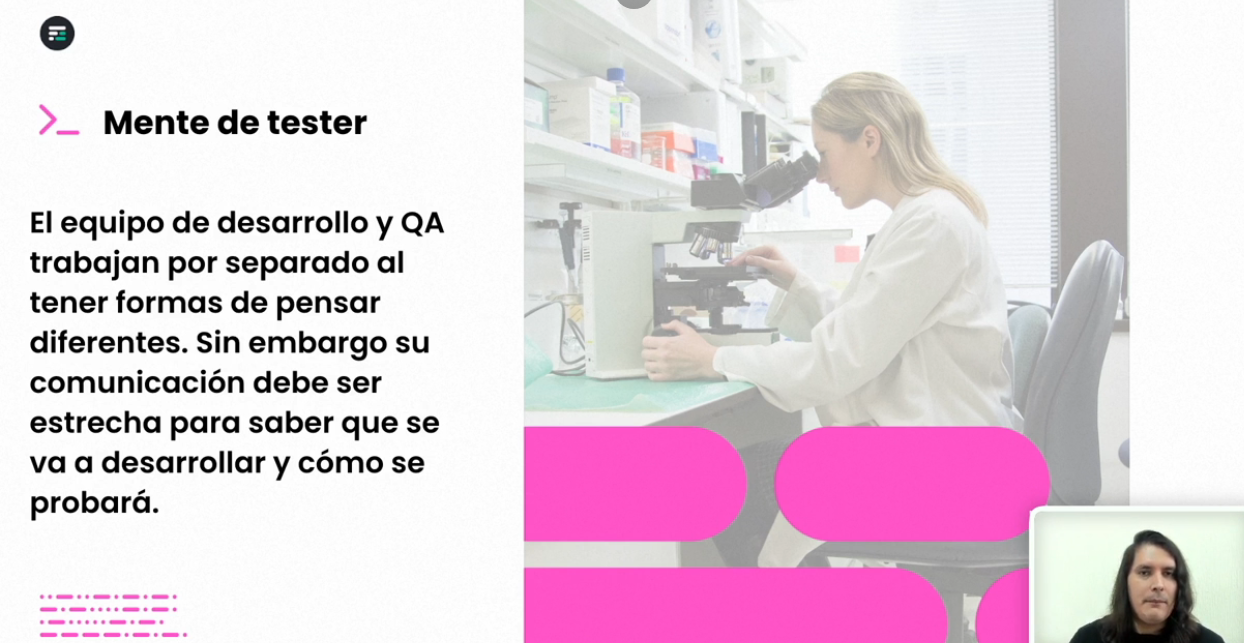 Mente de tester
El equipo de desarrollo y QA
trabajan por separado al
tener formas de pensar
diferentes. Sin embargo su
comunicación debe ser
estrecha para saber que se
va a desarrollar y cómo se
probará.